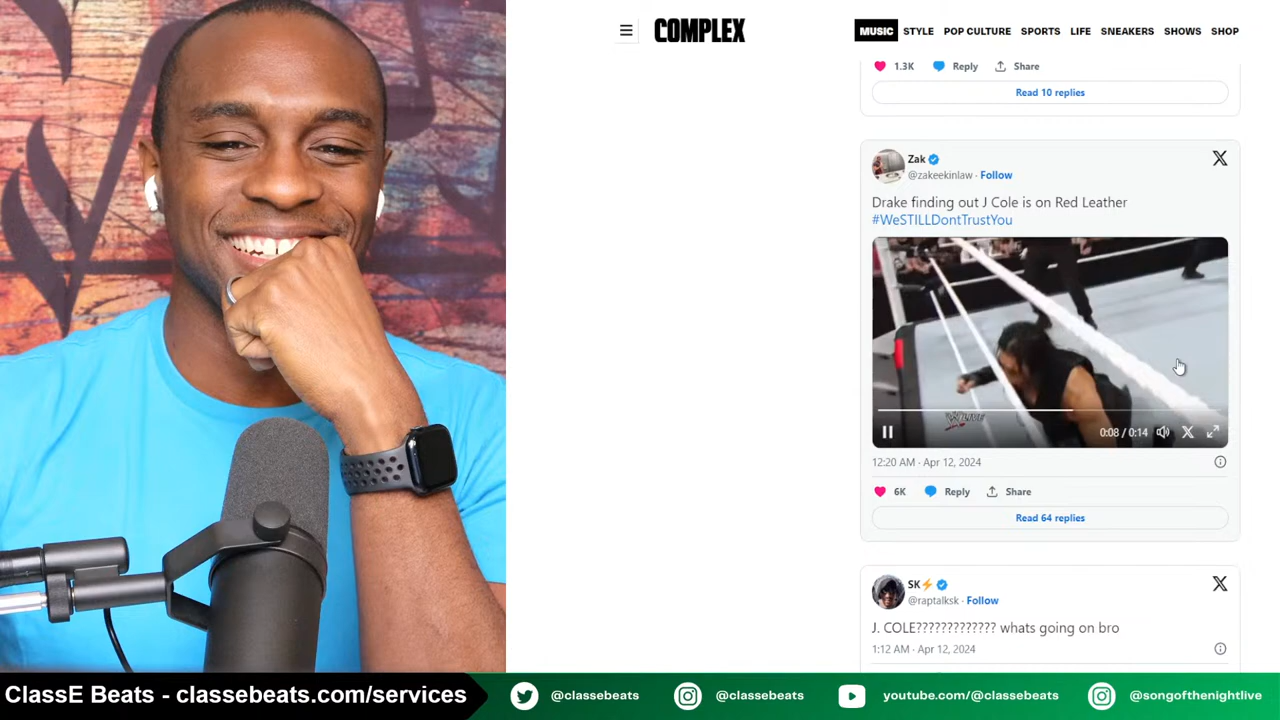 COMPLEX
MUSIC STYLE POP CULTURE SPORTS LIFE SNEAKERS SHOWS SHOP
1.3K Reply Share
Read 10 replies
Zak
@zakeekinlaw · Follow
Drake finding out J Cole is on Red Leather
#WeSTILLDontTrustYou
LIVE
0:08 / 0:14
12:20 AM · Apr 12, 2024
6K Reply Share
Read 64 replies
SK⚡
@raptalksk · Follow
J. COLE????????????? whats going on bro
1:12 AM · Apr 12, 2024
ClassE Beats - classebeats.com/services
@classebeats @classebeats youtube.com/@classebeats @songofthenightlive